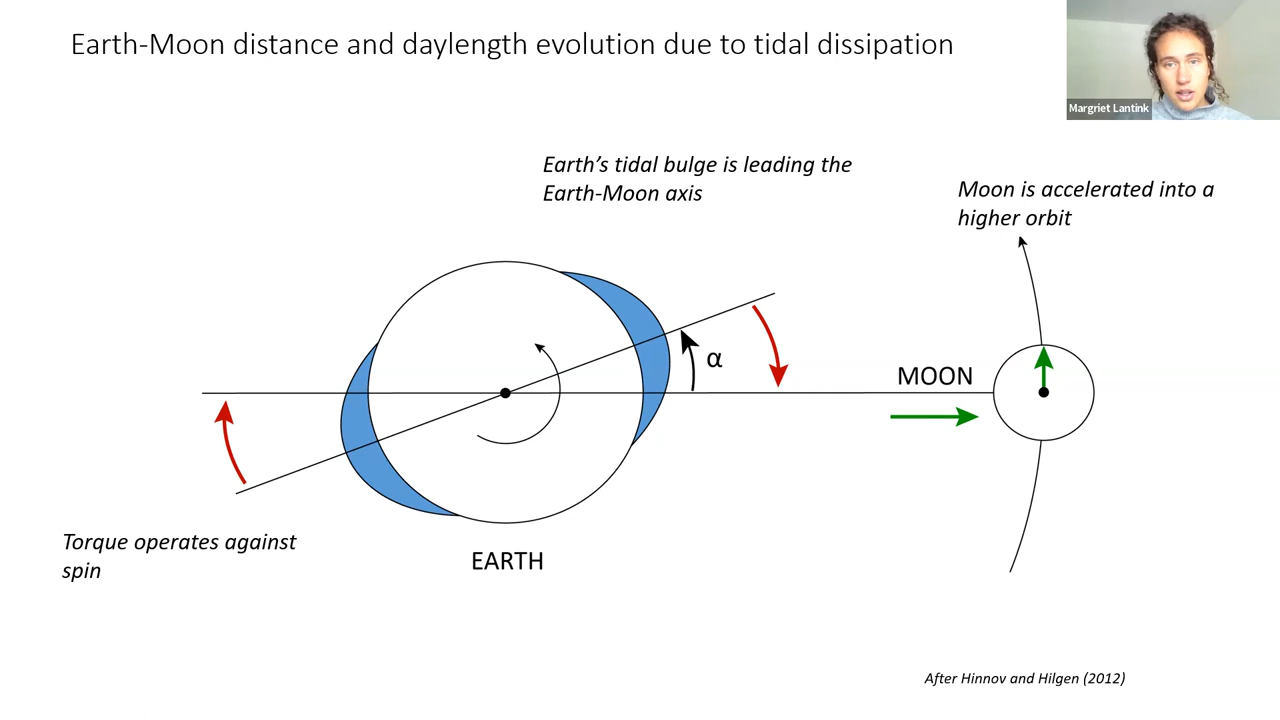 Earth-Moon distance and daylength evolution due to tidal dissipation
Margriet Lantink
Earth’s tidal bulge is leading the
Earth-Moon axis
Moon is accelerated into a
higher orbit
α
MOON
Torque operates against
spin
EARTH
After Hinnov and Hilgen (2012)